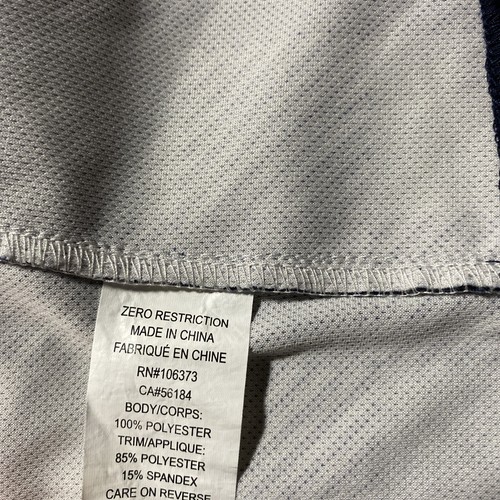 ZERO RESTRICTION
MADE IN CHINA
FABRIQUÉ EN CHINE
RN#106373
CA#56184
BODY/CORPS:
100% POLYESTER
TRIM/APPLIQUE:
85% POLYESTER
15% SPANDEX
CARE ON REVERSE